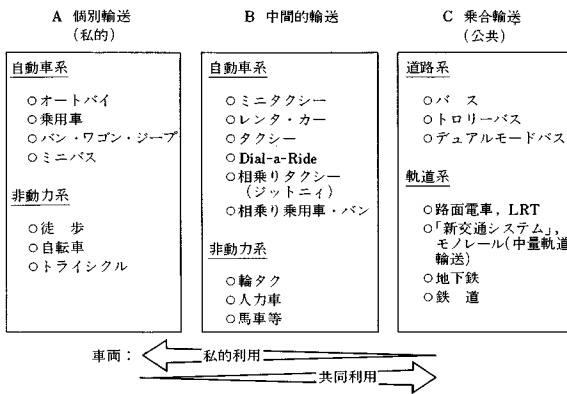 A 個別輸送
(私的)
自動車系
○オートバイ
○乗用車
○バン・ワゴン・ジープ
○ミニバス
非動力系
○徒 歩
○自転車
○トライシクル
B 中間的輸送
自動車系
○ミニタクシー
○レンタ・カー
○タクシー
○Dial-a-Ride
○相乗りタクシー
(ジットニィ)
○相乗り乗用車・バン
非動力系
○輪タク
○人力車
○馬車等
C 乗合輸送
(公共)
道路系
○バ ス
○トロリーバス
○デュアルモードバス
軌道系
○路面電車，LRT
○「新交通システム」，
モノレール(中量軌道
輸送)
○地下鉄
○鉄 道
車両： 私的利用
共同利用